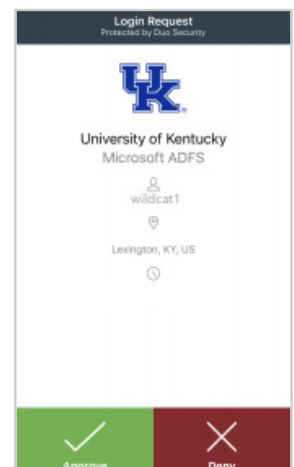 Login Request
Protected by Duo Security
UK
University of Kentucky
Microsoft ADFS
wildcat1
Lexington, KY, US
Approve
Deny